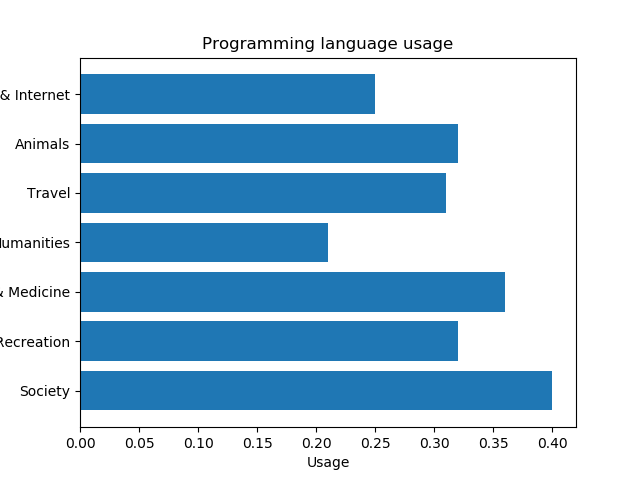 Programming language usage
& Internet
Animals
Travel
Humanities
& Medicine
Recreation
Society
0.00 0.05 0.10 0.15 0.20 0.25 0.30 0.35 0.40
Usage